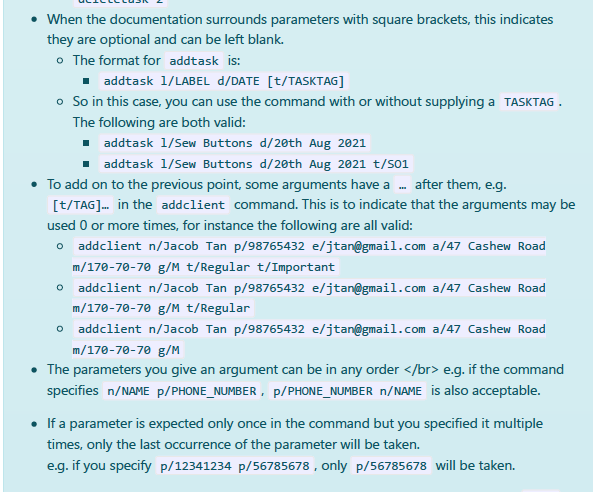 deletetask 2
When the documentation surrounds parameters with square brackets, this indicates
they are optional and can be left blank.
The format for addtask is:
addtask l/LABEL d/DATE [t/TASKTAG]
So in this case, you can use the command with or without supplying a TASKTAG .
The following are both valid:
addtask l/Sew Buttons d/20th Aug 2021
addtask l/Sew Buttons d/20th Aug 2021 t/SO1
To add on to the previous point, some arguments have a … after them, e.g.
[t/TAG]… in the addclient command. This is to indicate that the arguments may be
used 0 or more times, for instance the following are all valid:
addclient n/Jacob Tan p/98765432 e/jtan@gmail.com a/47 Cashew Road
m/170-70-70 g/M t/Regular t/Important
addclient n/Jacob Tan p/98765432 e/jtan@gmail.com a/47 Cashew Road
m/170-70-70 g/M t/Regular
addclient n/Jacob Tan p/98765432 e/jtan@gmail.com a/47 Cashew Road
m/170-70-70 g/M
The parameters you give an argument can be in any order </br> e.g. if the command
specifies n/NAME p/PHONE_NUMBER , p/PHONE_NUMBER n/NAME is also acceptable.
If a parameter is expected only once in the command but you specified it multiple
times, only the last occurrence of the parameter will be taken.
e.g. if you specify p/12341234 p/56785678 , only p/56785678 will be taken.